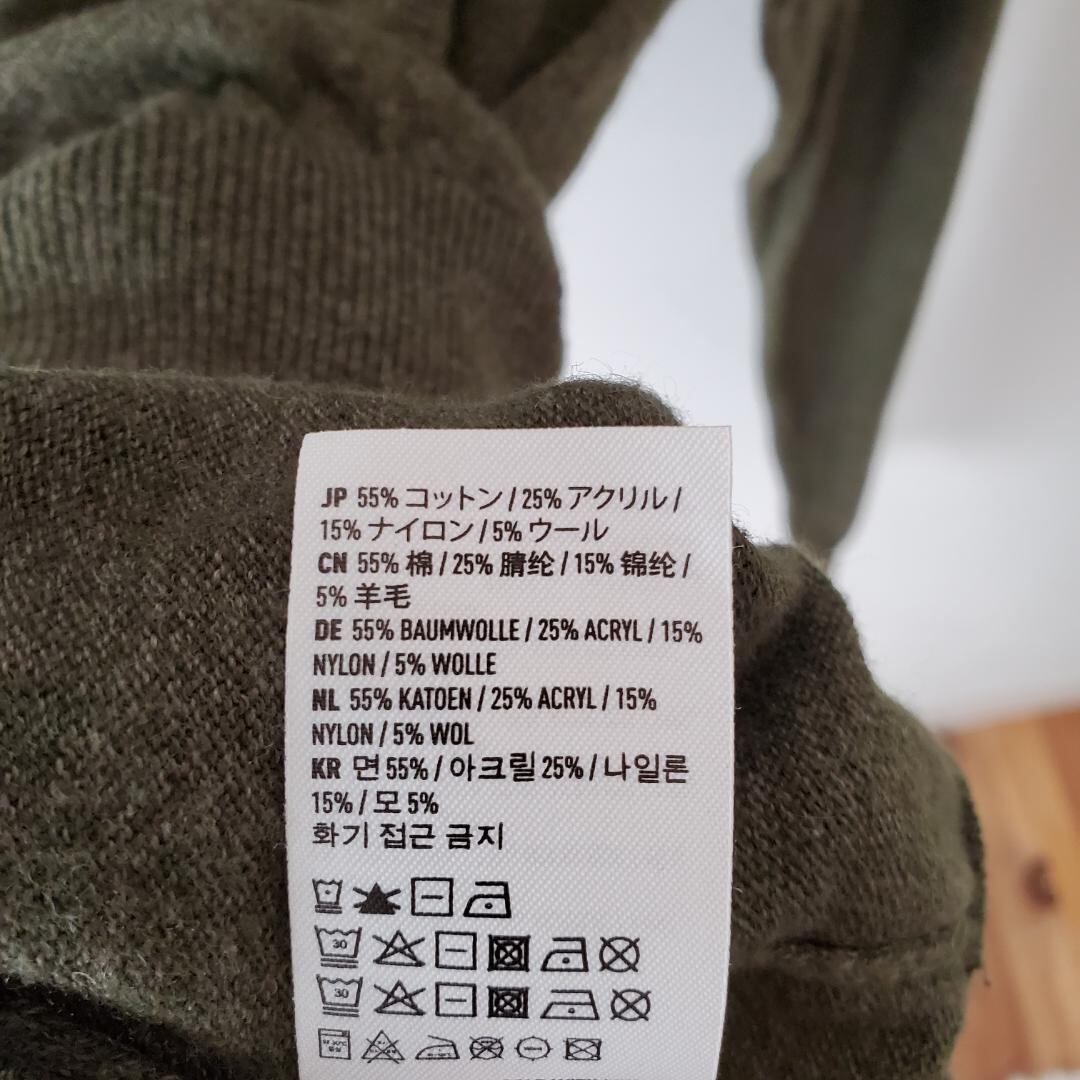 JP 55% コットン / 25% アクリル /
15% ナイロン / 5% ウール
CN 55% 棉 / 25% 腈纶 / 15% 锦纶 /
5% 羊毛
DE 55% BAUMWOLLE / 25% ACRYL / 15%
NYLON / 5% WOLLE
NL 55% KATOEN / 25% ACRYL / 15%
NYLON / 5% WOL
KR 면 55% / 아크릴 25% / 나일론
15% / 모 5%
화기 접근 금지
30
30